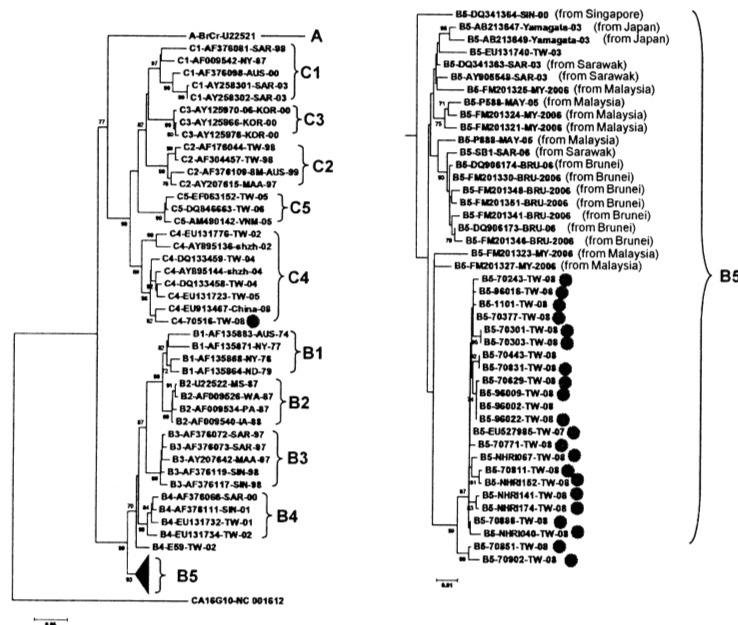 A-BrCr-U22521
A
C1-AF376081-SAR-98
C1-AF009542-NY-87
C1-AF376098-AUS-00
C1-AY258301-SAR-03
C1-AY258302-SAR-03
C1
C3-AY125970-06-KOR-00
C3-AY125966-KOR-00
C3-AY125976-KOR-00
C3
C2-AF176044-TW-98
C2-AF304457-TW-98
C2-AF376109-8M-AUS-99
C2-AY207615-MAA-97
C2
C5-EF063152-TW-05
C5-DQ846663-TW-06
C5-AM490142-VNM-05
C5
C4-EU131776-TW-02
C4-AY895136-shzh-02
C4-DQ133459-TW-04
C4-AY895144-shzh-04
C4-DQ133458-TW-04
C4-EU131723-TW-05
C4-EU913467-China-08
C4-70516-TW-08
C4
B1-AF135883-AUS-74
B1-AF135871-NY-77
B1-AF135868-NY-76
B1-AF135864-ND-79
B1
B2-U22522-MS-87
B2-AF009526-WA-87
B2-AF009534-PA-87
B2-AF009540-IA-88
B2
B3-AF376072-SAR-97
B3-AF376073-SAR-97
B3-AY207642-MAA-97
B3-AF376119-SIN-98
B3-AF376117-SIN-98
B3
B4-AF376066-SAR-00
B4-AF376111-SIN-01
B4-EU131732-TW-01
B4-EU131734-TW-02
B4
B4-E59-TW-02
B5
CA16G10-NC 001612
B5-DQ341364-SIN-00 (from Singapore)
B5-AB213647-Yamagata-03 (from Japan)
B5-AB213649-Yamagata-03 (from Japan)
B5-EU131740-TW-03
B5-DQ341363-SAR-03 (from Sarawak)
B5-AY905549-SAR-03 (from Sarawak)
B5-FM201325-MY-2006 (from Malaysia)
B5-P588-MAY-05 (from Malaysia)
B5-FM201324-MY-2006 (from Malaysia)
B5-FM201321-MY-2006 (from Malaysia)
B5-P888-MAY-05 (from Malaysia)
B5-SB1-SAR-06 (from Sarawak)
B5-DQ906174-BRU-06 (from Brunei)
B5-FM201330-BRU-2006 (from Brunei)
B5-FM201348-BRU-2006 (from Brunei)
B5-FM201351-BRU-2006 (from Brunei)
B5-FM201341-BRU-2006 (from Brunei)
B5-DQ906173-BRU-06 (from Brunei)
B5-FM201346-BRU-2006 (from Brunei)
B5-FM201323-MY-2006 (from Malaysia)
B5-FM201327-MY-2006 (from Malaysia)
B5-70243-TW-08
B5-96016-TW-08
B5-1101-TW-08
B5-70377-TW-08
B5-70301-TW-08
B5-70303-TW-08
B5-70443-TW-08
B5-70831-TW-08
B5-70629-TW-08
B5-96009-TW-08
B5-96002-TW-08
B5-96022-TW-08
B5-EU527985-TW-07
B5-70771-TW-08
B5-NHRI067-TW-08
B5-70811-TW-08
B5-NHRI152-TW-08
B5-NHRI141-TW-08
B5-NHRI174-TW-08
B5-70886-TW-08
B5-NHRI040-TW-08
B5-70851-TW-08
B5-70902-TW-08
B5
0.01